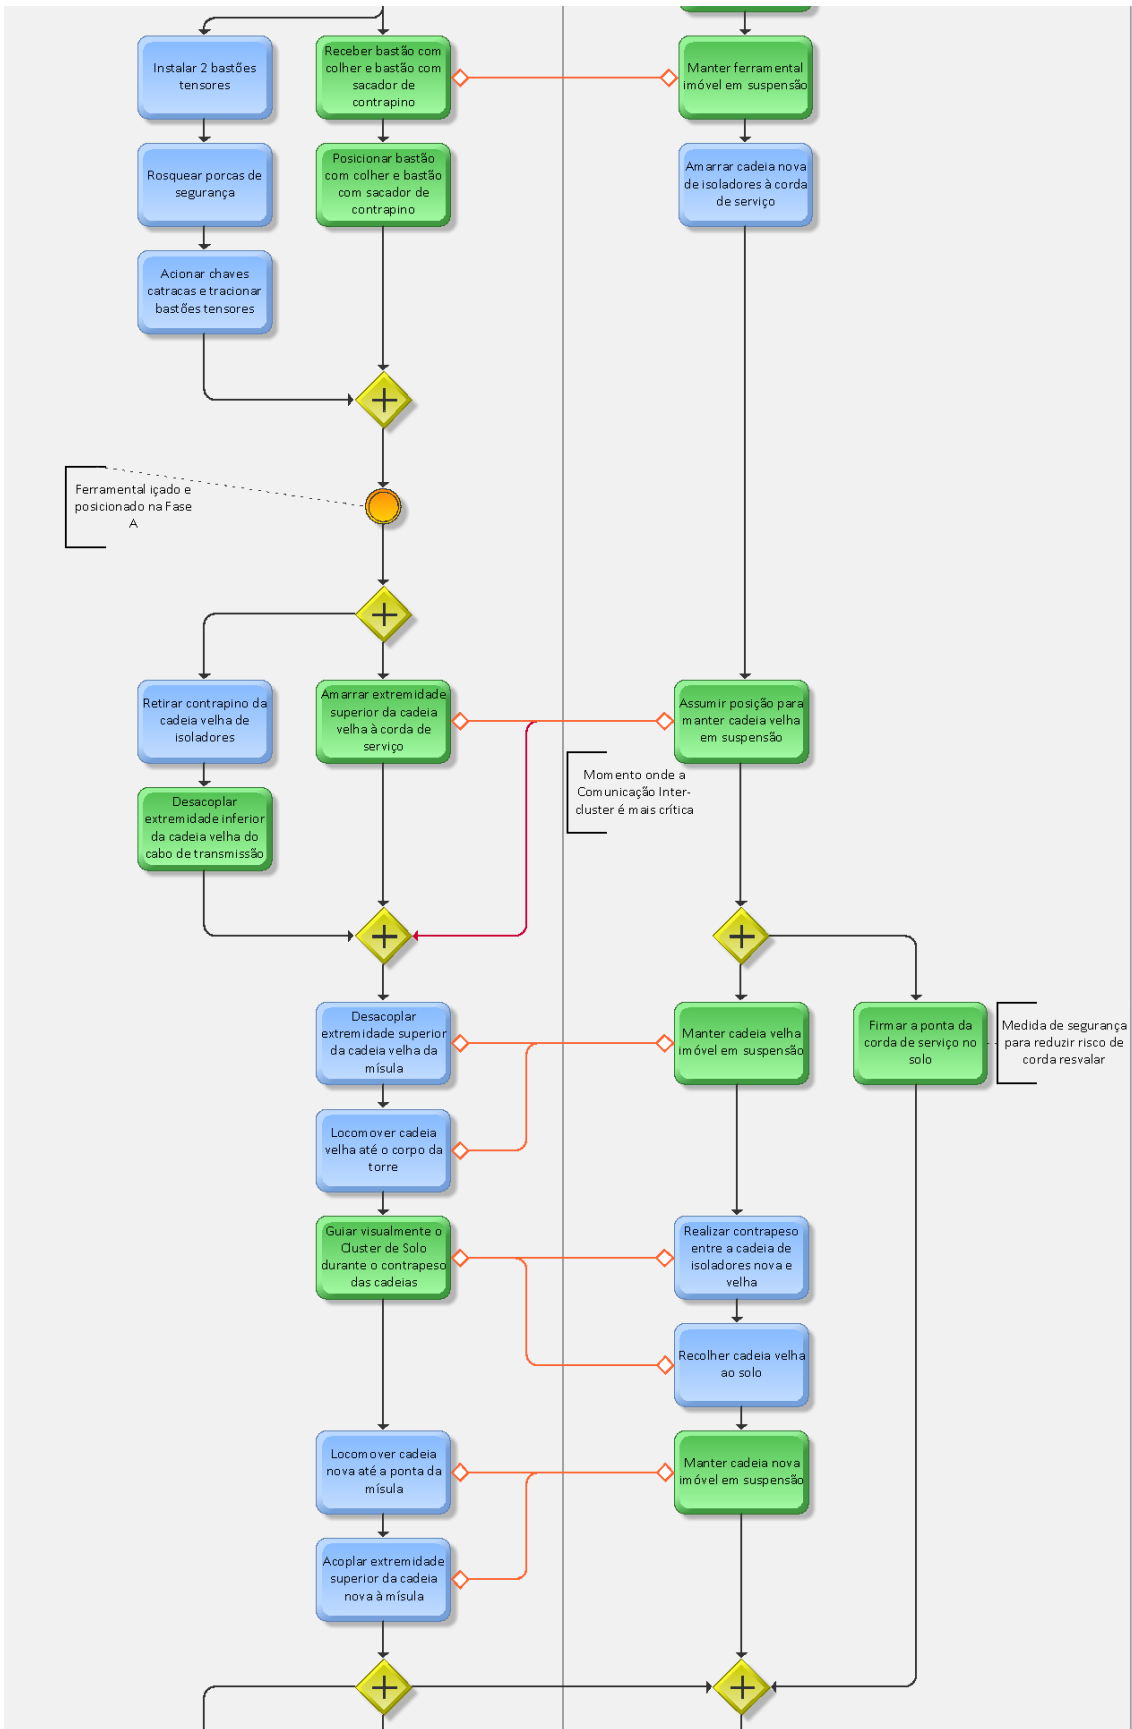 Instalar 2 bastões
tensores
Receber bastão com
colher e bastão com
sacador de
contrapino
Manter ferramental
imóvel em suspensão
Rosquear porcas de
segurança
Posicionar bastão
com colher e bastão
com sacador de
contrapino
Amarrar cadeia nova
de isoladores à corda
de serviço
Acionar chaves
catracas e tracionar
bastões tensores
Ferramental içado e
posicionado na Fase
A
Retirar contrapino da
cadeia velha de
isoladores
Amarrar extremidade
superior da cadeia
velha à corda de
serviço
Assumir posição para
manter cadeia velha
em suspensão
Momento onde a
Comunicação Inter-
cluster é mais crítica
Desacoplar
extremidade inferior
da cadeia velha do
cabo de transmissão
Desacoplar
extremidade superior
da cadeia velha da
mísula
Manter cadeia velha
imóvel em suspensão
Firmar a ponta da
corda de serviço no
solo
Medida de segurança
para reduzir risco de
corda resvalar
Locomover cadeia
velha até o corpo da
torre
Guiar visualmente o
Cluster de Solo
durante o contrapeso
das cadeias
Realizar contrapeso
entre a cadeia de
isoladores nova e
velha
Recolher cadeia velha
ao solo
Locomover cadeia
nova até a ponta da
mísula
Manter cadeia nova
imóvel em suspensão
Acoplar extremidade
superior da cadeia
nova à mísula